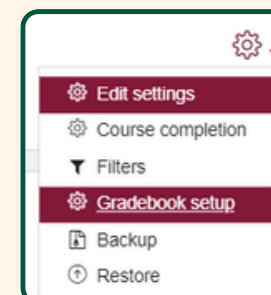 Edit settings
Course completion
Filters
Gradebook setup
Backup
Restore